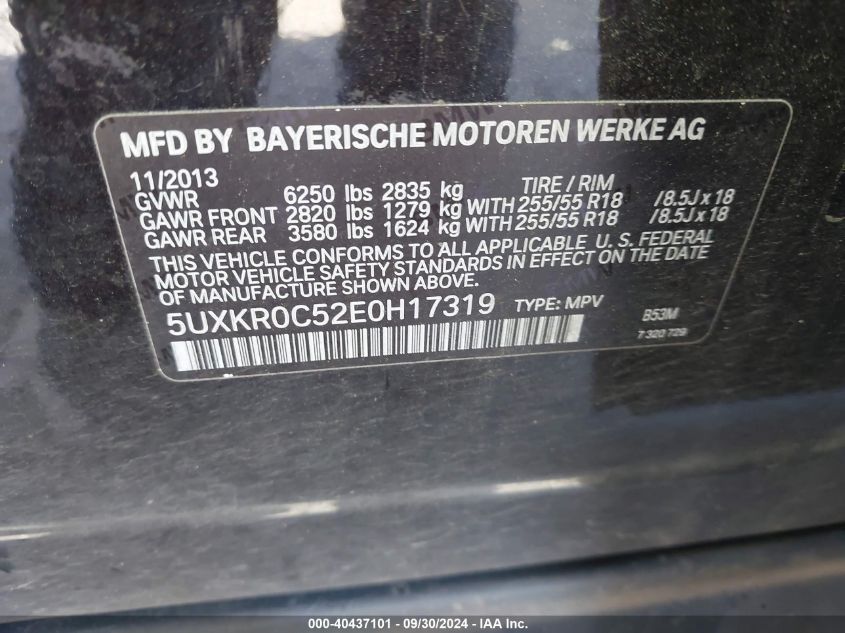 MFD BY BAYERISCHE MOTOREN WERKE AG
11/2013 TIRE / RIM
GVWR 6250 lbs 2835 kg
GAWR FRONT 2820 lbs 1279 kg WITH 255/55 R18 /8.5J x 18
GAWR REAR 3580 lbs 1624 kg WITH 255/55 R18 /8.5J x 18
THIS VEHICLE CONFORMS TO ALL APPLICABLE U. S. FEDERAL
MOTOR VEHICLE SAFETY STANDARDS IN EFFECT ON THE DATE
OF MANUFACTURE SHOWN ABOVE.
5UXKR0C52E0H17319 TYPE: MPV B53M
7 320 729
000-40437101 - 09/30/2024 - IAA Inc.